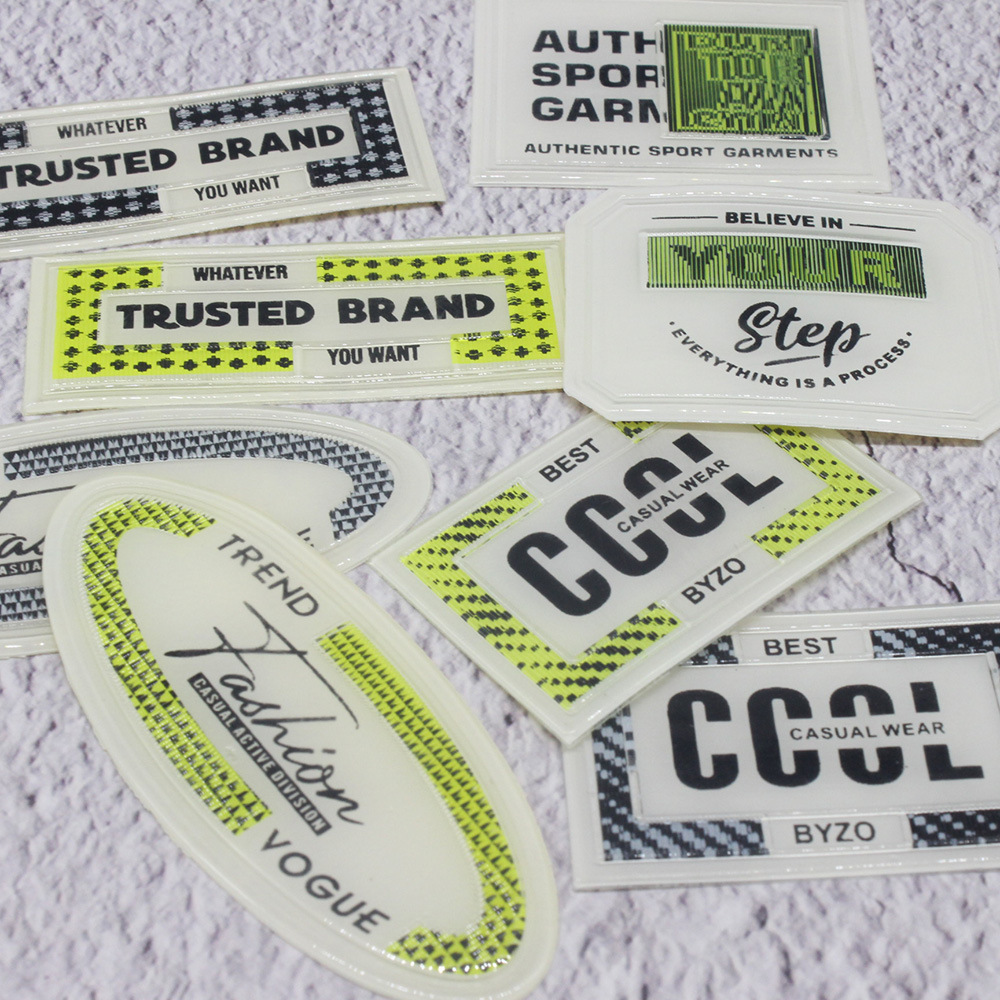 WHATEVER
TRUSTED BRAND
YOU WANT
AUTH
SPOR
GARM
AUTHENTIC SPORT GARMENTS
WHATEVER
TRUSTED BRAND
YOU WANT
BELIEVE IN
YOUR
Step
• EVERYTHING IS A PROCESS •
BEST
COOL
CASUAL WEAR
BYZO
TREND
Fashion
CASUAL ACTIVE DIVISION
VOGUE
BEST
COOL
CASUAL WEAR
BYZO